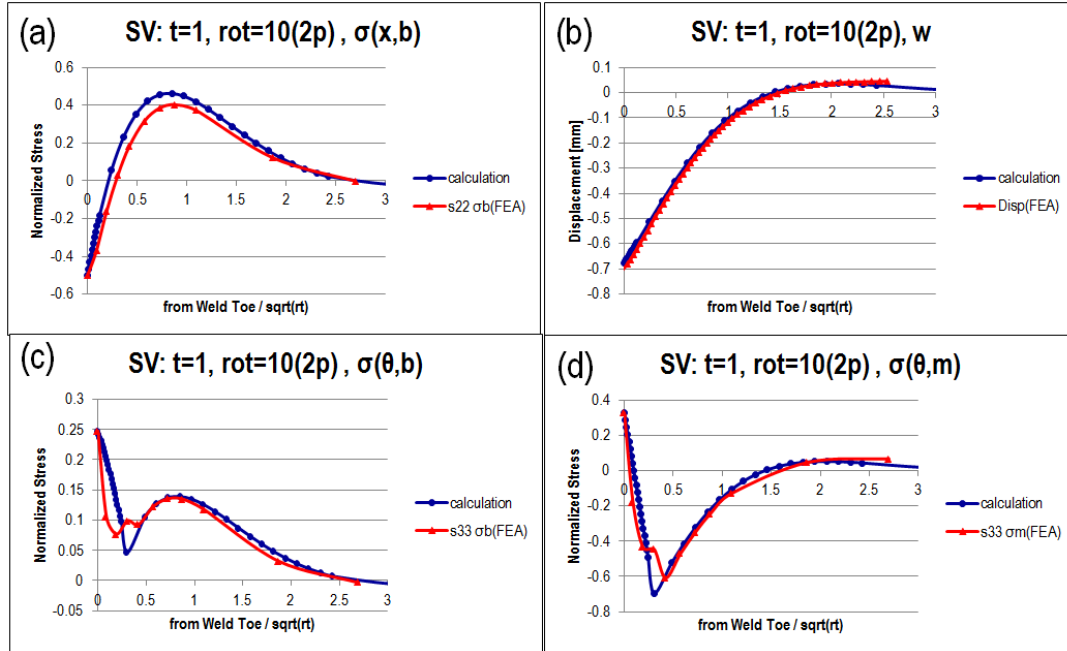 (a)
SV: t=1, rot=10(2p) , σ(x,b)
Normalized Stress
0.6
0.4
0.2
0
-0.2
-0.4
-0.6
0 0.5 1 1.5 2 2.5 3
calculation
s22 σb(FEA)
from Weld Toe / sqrt(rt)
(b)
SV: t=1, rot=10(2p), w
Displacement [mm]
0.1
0
-0.1
-0.2
-0.3
-0.4
-0.5
-0.6
-0.7
-0.8
0 0.5 1 1.5 2 2.5 3
calculation
Disp(FEA)
from Weld Toe / sqrt(rt)
(c)
SV: t=1, rot=10(2p) , σ(θ,b)
Normalized Stress
0.3
0.25
0.2
0.15
0.1
0.05
0
-0.05
0 0.5 1 1.5 2 2.5 3
calculation
s33 σb(FEA)
from Weld Toe / sqrt(rt)
(d)
SV: t=1, rot=10(2p) , σ(θ,m)
Normalized Stress
0.4
0.2
0
-0.2
-0.4
-0.6
-0.8
0 0.5 1 1.5 2 2.5 3
calculation
s33 σm(FEA)
from Weld Toe / sqrt(rt)